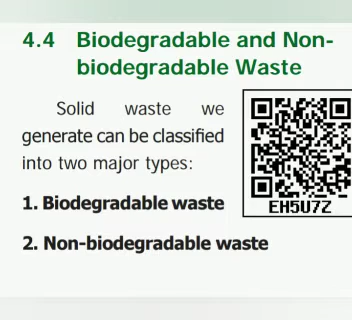 4.4 Biodegradable and Non-
biodegradable Waste
Solid waste we
generate can be classified
into two major types:
1. Biodegradable waste
EH5U7Z
2. Non-biodegradable waste